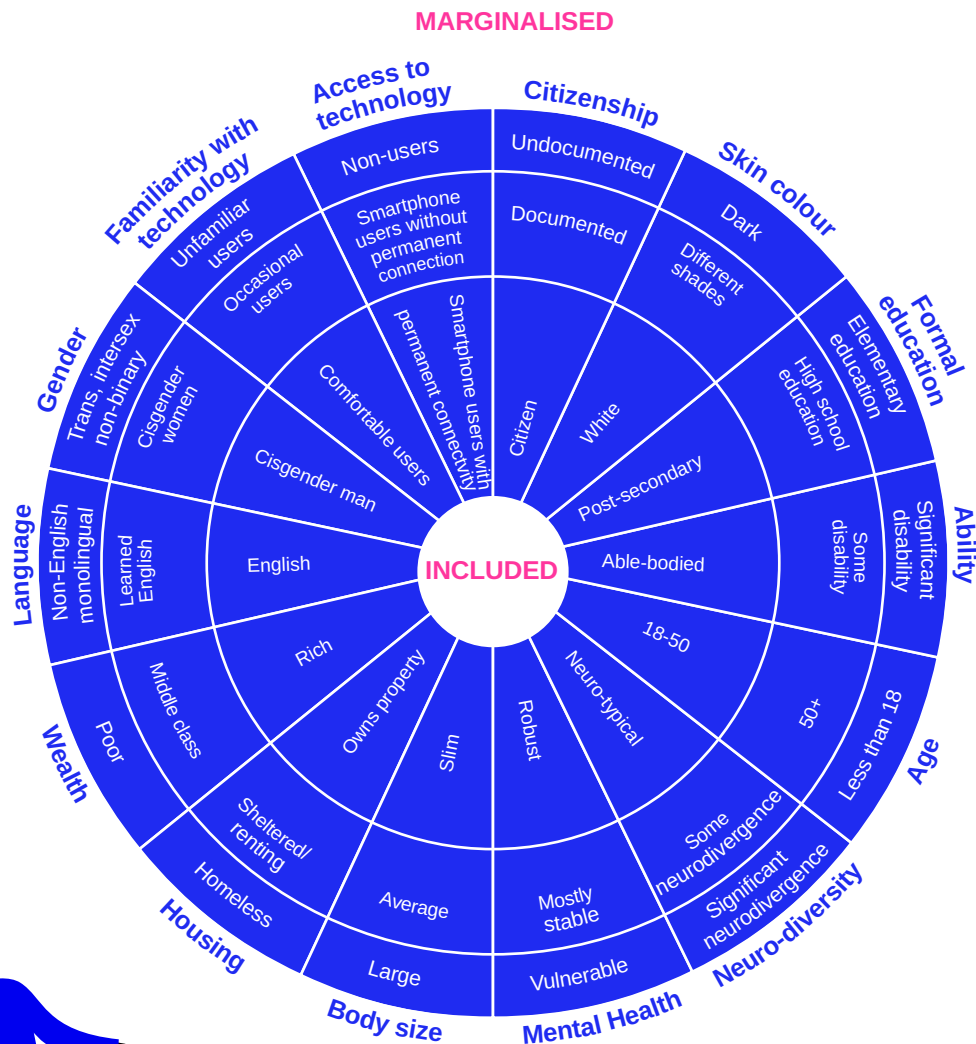 MARGINALISED
Access to
technology
Non-users
Smartphone
users without
permanent
connection
Smartphone users with
permanent connectvity
Citizenship
Undocumented
Documented
Citizen
Skin colour
Dark
Different
shades
White
Formal
education
Elementary
education
High school
education
Post-secondary
Ability
Significant
disability
Some
disability
Able-bodied
Age
Less than 18
50+
18-50
Neuro-diversity
Significant
neurodivergence
Some
neurodivergence
Neuro-typical
Mental Health
Vulnerable
Mostly
stable
Robust
Body size
Large
Average
Slim
Housing
Homeless
Sheltered/
renting
Owns property
Wealth
Poor
Middle class
Rich
Language
Non-English
monolingual
Learned
English
English
Gender
Trans, intersex
non-binary
Cisgender
women
Cisgender man
Familiarity with
technology
Unfamiliar
users
Occasional
users
Comfortable users
INCLUDED